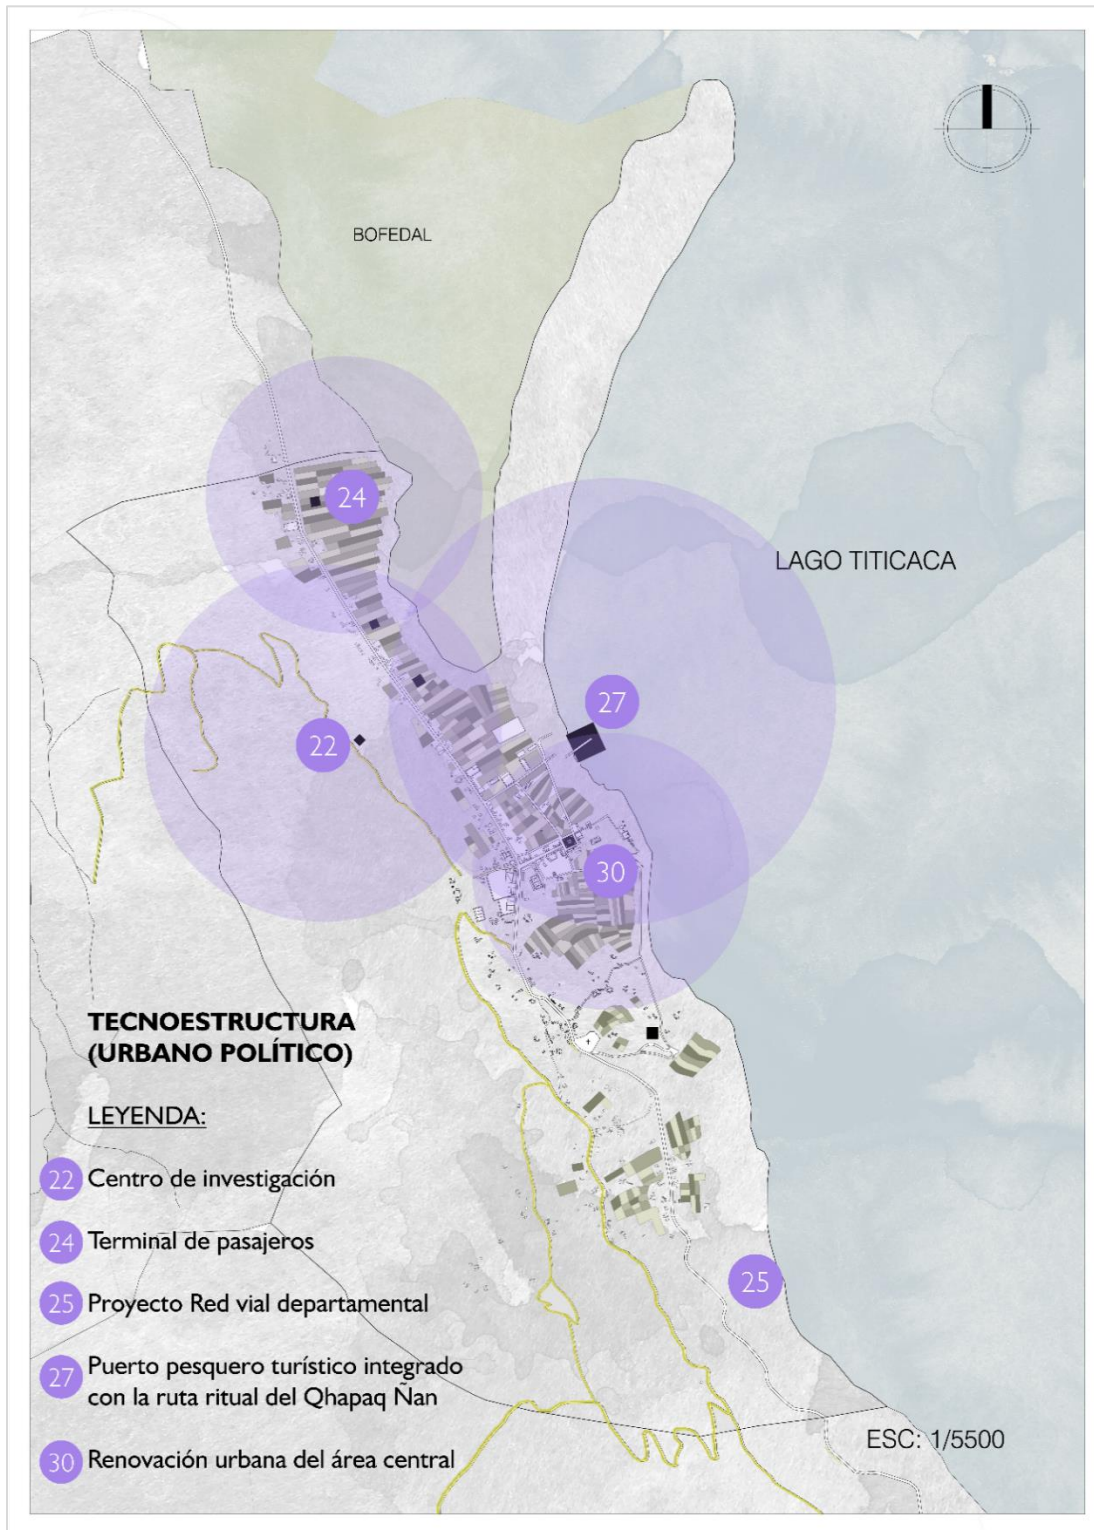 BOFEDAL
24
LAGO TITICACA
27
22
30
TECNOESTRUCTURA
(URBANO POLÍTICO)
LEYENDA:
22 Centro de investigación
24 Terminal de pasajeros
25
25 Proyecto Red vial departamental
27 Puerto pesquero turístico integrado
con la ruta ritual del Qhapaq Ñan
ESC: 1/5500
30 Renovación urbana del área central